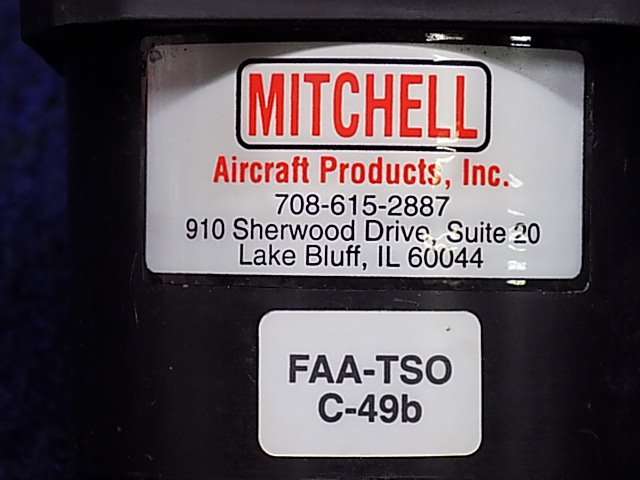 MITCHELL
Aircraft Products, Inc.
708-615-2887
910 Sherwood Drive, Suite 20
Lake Bluff, IL 60044
FAA-TSO
C-49b